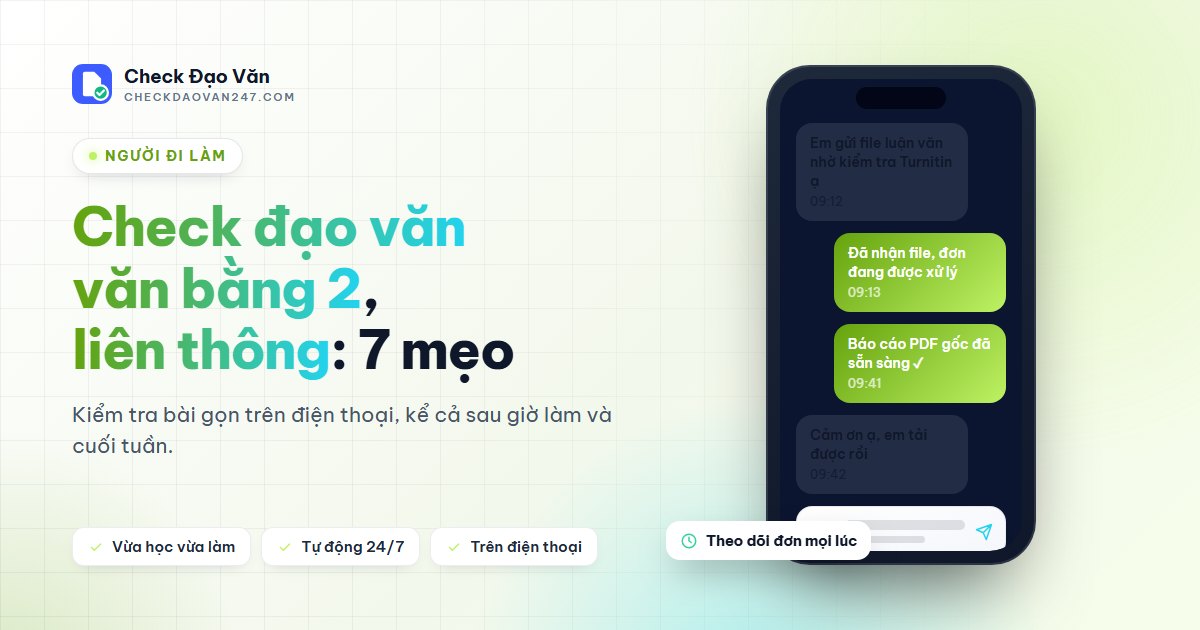 Check Đạo Văn
CHECKDAOVAN247.COM
NGƯỜI ĐI LÀM
Check đạo văn
văn bằng 2,
liên thông: 7 mẹo
Kiểm tra bài gọn trên điện thoại, kể cả sau giờ làm và
cuối tuần.
Vừa học vừa làm
Tự động 24/7
Trên điện thoại
Em gửi file luận văn
nhờ kiểm tra Turnitin
ạ
09:12
Đã nhận file, đơn
đang được xử lý
09:13
Báo cáo PDF gốc đã
sẵn sàng ✓
09:41
Cảm ơn ạ, em tải
được rồi
09:42
Theo dõi đơn mọi lúc